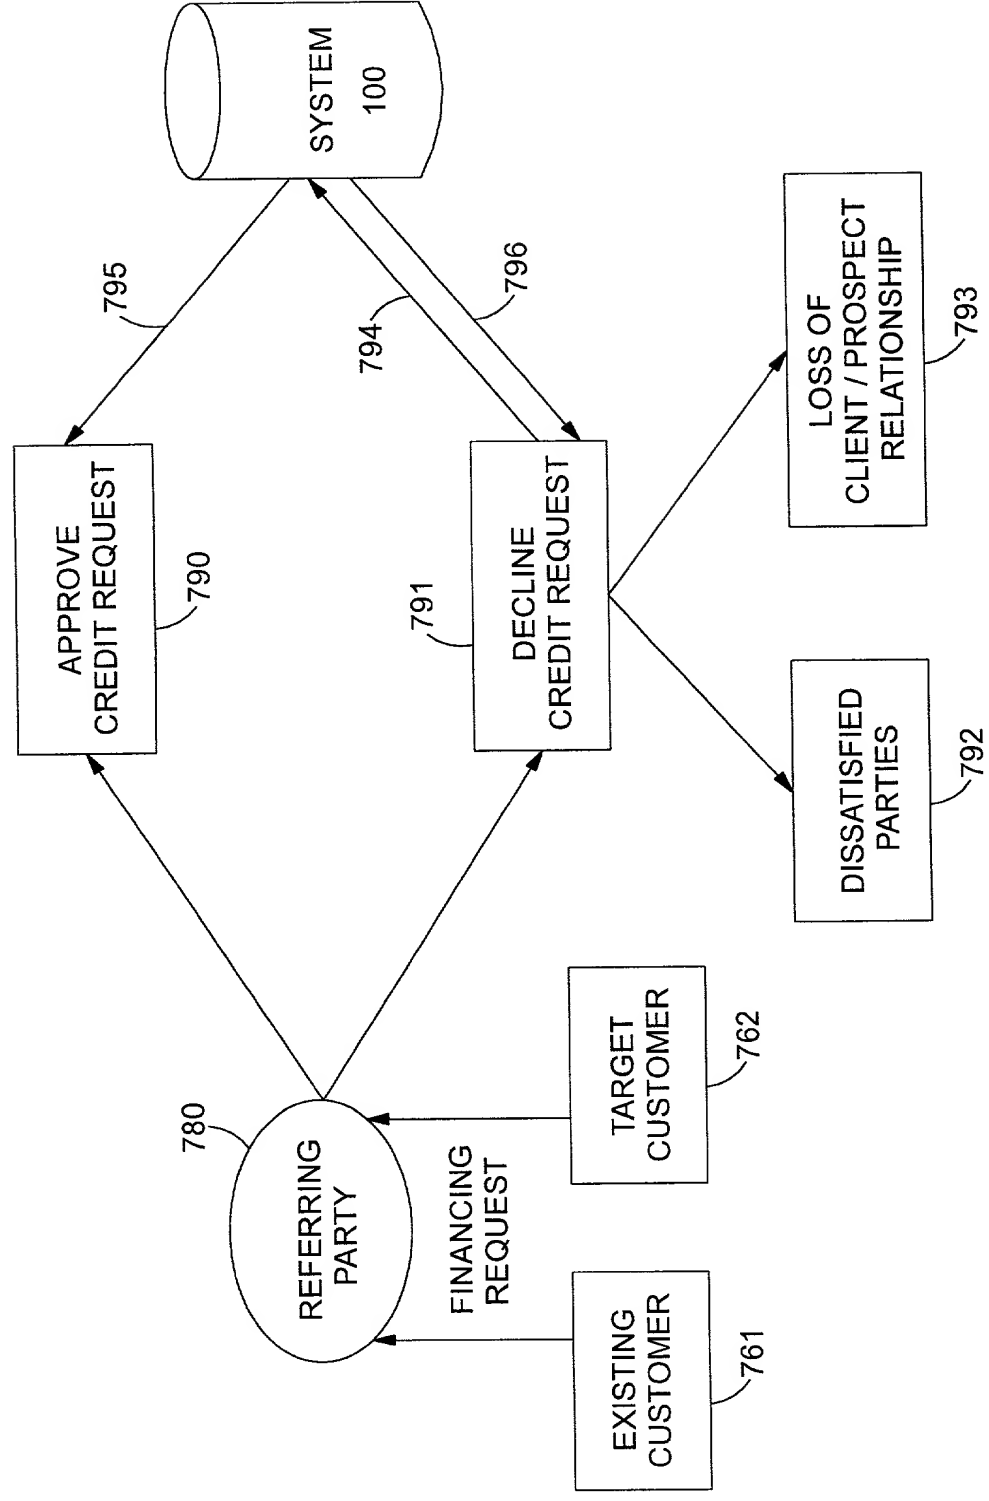 780
REFERRING
PARTY
FINANCING
REQUEST
EXISTING
CUSTOMER
761
TARGET
CUSTOMER
762
APPROVE
CREDIT REQUEST
790
791
DECLINE
CREDIT REQUEST
DISSATISFIED
PARTIES
792
LOSS OF
CLIENT / PROSPECT
RELATIONSHIP
793
795
794
796
SYSTEM
100